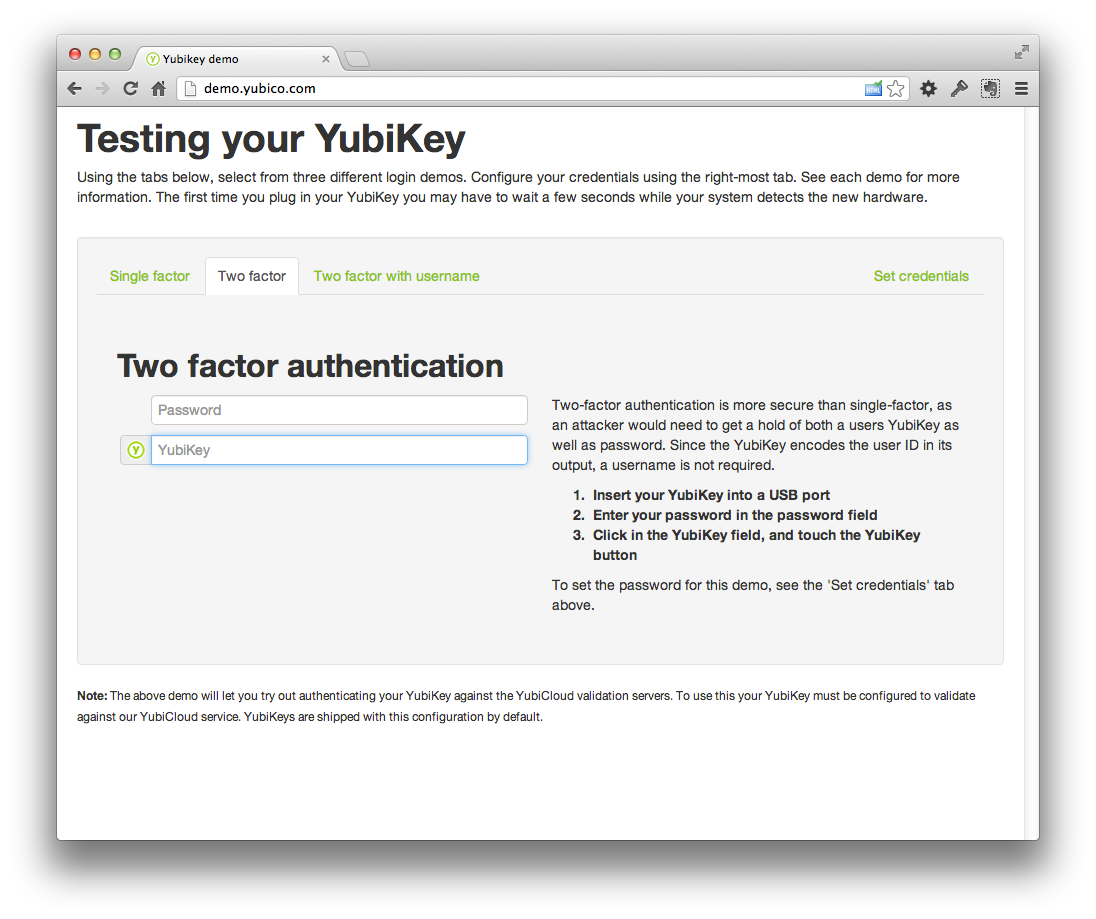 Yubikey demo
demo.yubico.com
HTML
Testing your YubiKey
Using the tabs below, select from three different login demos. Configure your credentials using the right-most tab. See each demo for more
information. The first time you plug in your YubiKey you may have to wait a few seconds while your system detects the new hardware.
Single factor
Two factor
Two factor with username
Set credentials
Two factor authentication
Password
YubiKey
Two-factor authentication is more secure than single-factor, as
an attacker would need to get a hold of both a users YubiKey as
well as password. Since the YubiKey encodes the user ID in its
output, a username is not required.
1. Insert your YubiKey into a USB port
2. Enter your password in the password field
3. Click in the YubiKey field, and touch the YubiKey
button
To set the password for this demo, see the 'Set credentials' tab
above.
Note: The above demo will let you try out authenticating your YubiKey against the YubiCloud validation servers. To use this your YubiKey must be configured to validate
against our YubiCloud service. YubiKeys are shipped with this configuration by default.